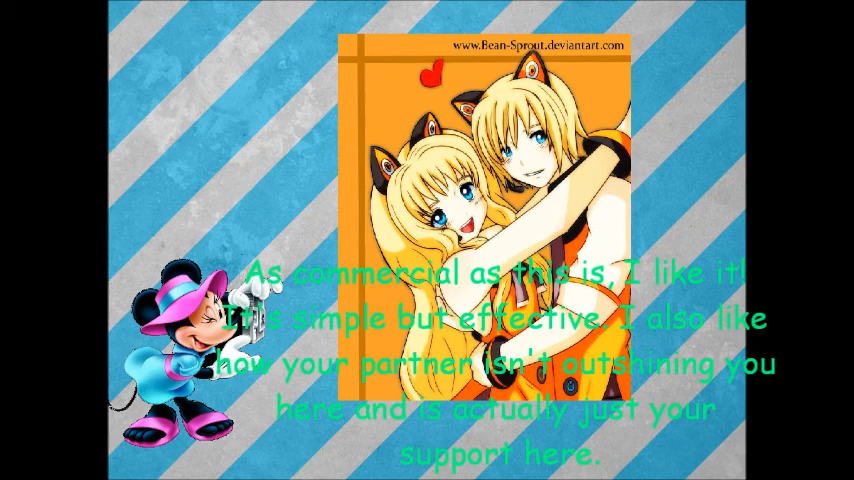 www.Bean-Sprout.deviantart.com
As commercial as this is, I like it!
It's simple but effective. I also like
how your partner isn't outshining you
here and is actually just your
support here.